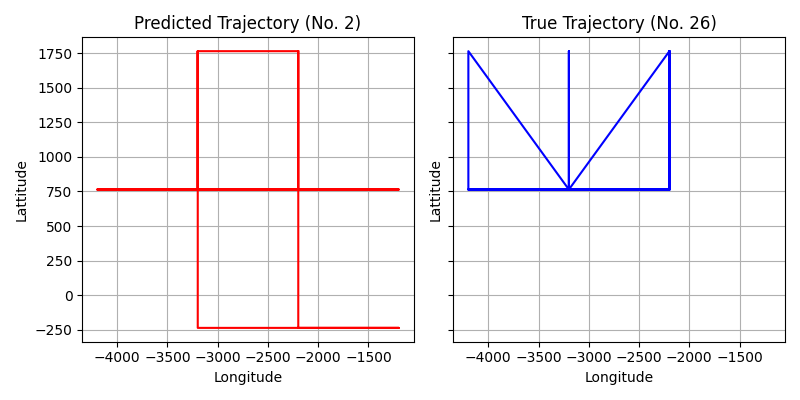 Predicted Trajectory (No. 2)
True Trajectory (No. 26)
Lattitude
1750
1500
1250
1000
750
500
250
0
−250
Lattitude
−4000 −3500 −3000 −2500 −2000 −1500
−4000 −3500 −3000 −2500 −2000 −1500
Longitude
Longitude